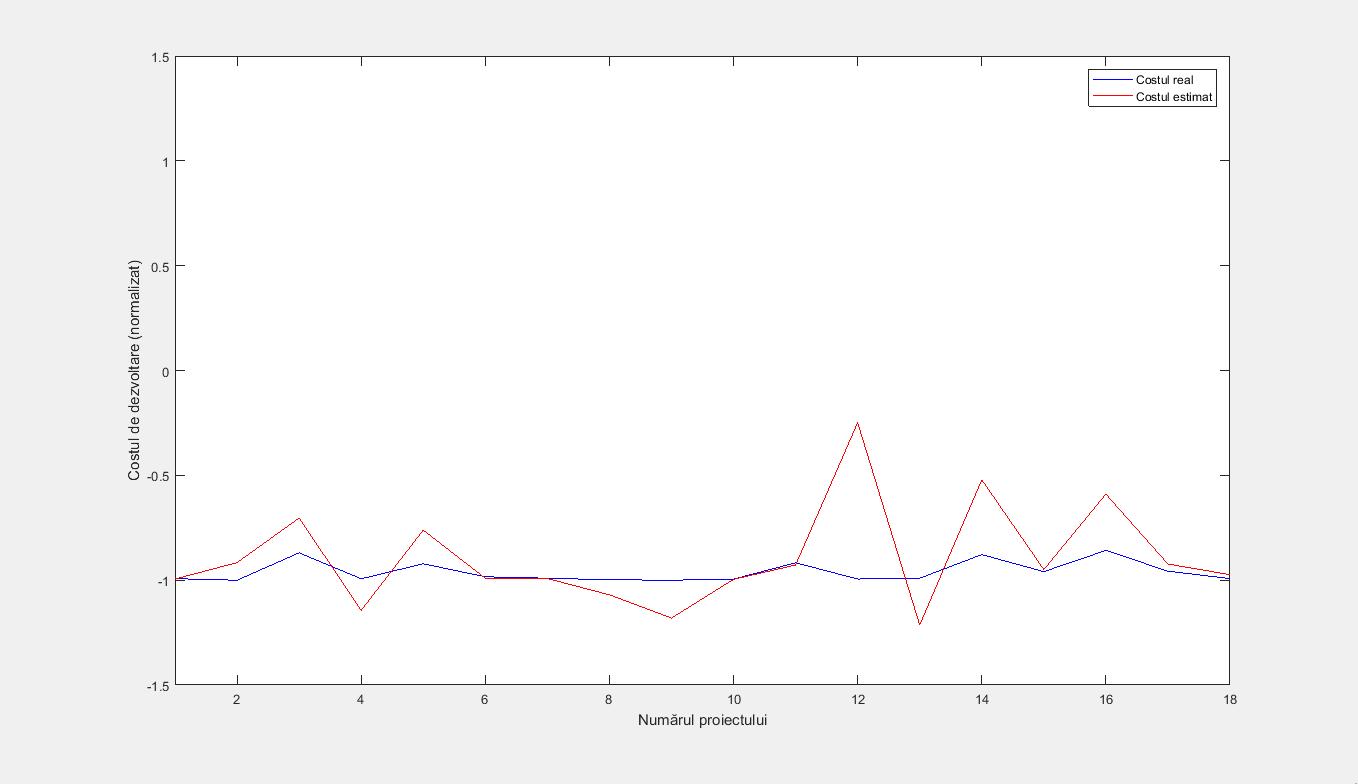 1.5
Costul real
Costul estimat
1
0.5
0
-0.5
-1
-1.5
Costul de dezvoltare (normalizat)
2 4 6 8 10 12 14 16 18
Numărul proiectului